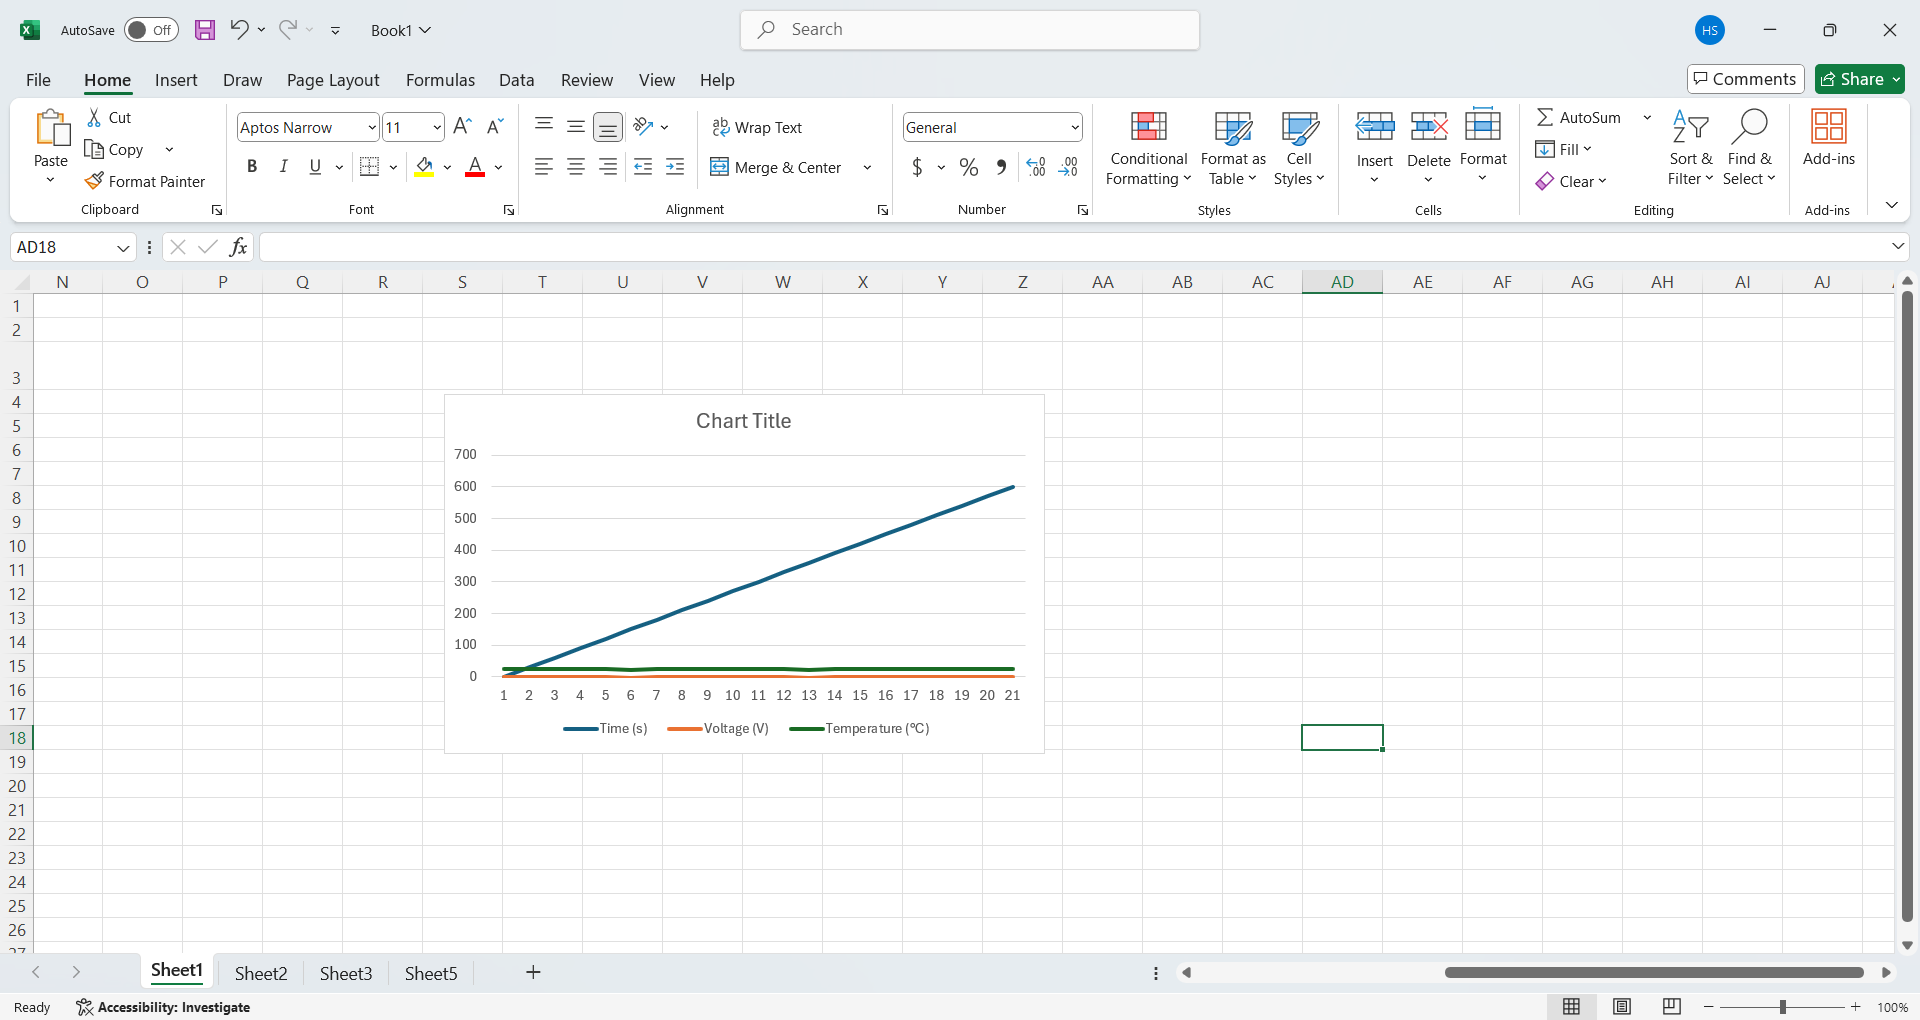 AutoSave Off Book1 Search HS
File Home Insert Draw Page Layout Formulas Data Review View Help Comments Share
Paste Cut Copy Format Painter Clipboard
Aptos Narrow 11 B I U A Font
Wrap Text Merge & Center Alignment
General $ % Number
Conditional Formatting Format as Table Cell Styles Styles
Insert Delete Format Cells
AutoSum Fill Clear Sort & Filter Find & Select Editing
Add-ins Add-ins
AD18 fx
N O P Q R S T U V W X Y Z AA AB AC AD AE AF AG AH AI AJ
1
2
3
4
5
6
7
8
9
10
11
12
13
14
15
16
17
18
19
20
21
22
23
24
25
26
27
Chart Title
700
600
500
400
300
200
100
0
1 2 3 4 5 6 7 8 9 10 11 12 13 14 15 16 17 18 19 20 21
Time (s) Voltage (V) Temperature (°C)
Sheet1 Sheet2 Sheet3 Sheet5
Ready Accessibility: Investigate 100%